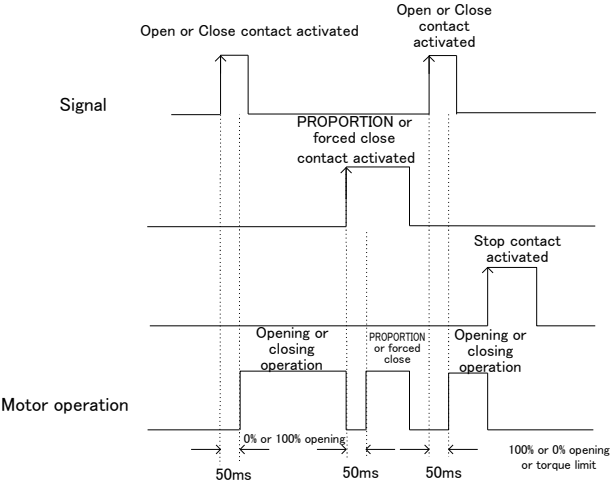 Open or Close contact activated
Open or Close
contact
activated
Signal
PROPORTION or
forced close
contact activated
Stop contact
activated
Opening or
closing
operation
PROPORTION
or forced
close
Opening or
closing
operation
Motor operation
0% or 100% opening
100% or 0% opening
or torque limit
50ms
50ms
50ms